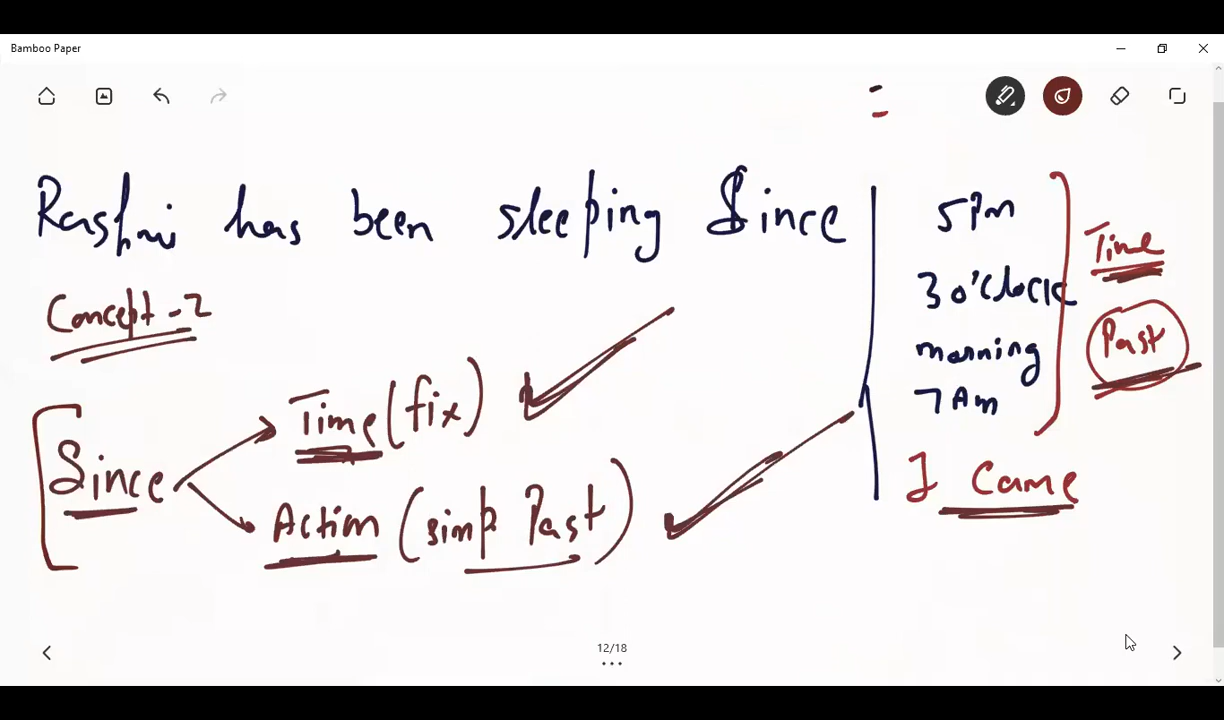 Bamboo Paper
Rashmi has been sleeping Since
5 Pm
3 o'clock
morning
7 Am
Time
Past
I Came
Concept - 2
Since
Time (fix)
Action (simp Past)
12/18